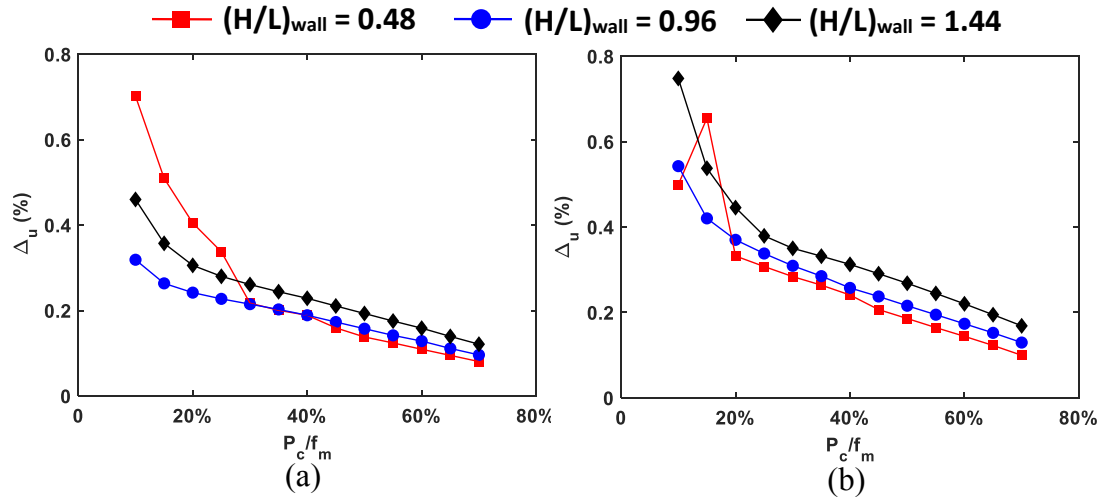 (H/L)wall = 0.48 (H/L)wall = 0.96 (H/L)wall = 1.44
0.8 0.8
0.6 0.6
0.4 0.4
0.2 0.2
0 0
Δu (%) Δu (%)
0 20% 40% 60% 80% 0 20% 40% 60% 80%
Pc/fm Pc/fm
(a) (b)